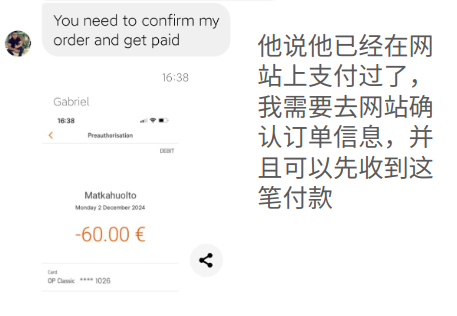 You need to confirm my
order and get paid
16:38
Gabriel
16:38
Preauthorisation
DEBIT
Matkahuolto
Monday 2 December 2024
-60.00 €
Card
OP Classic **** 1026
他说他已经在网
站上支付过了，
我需要去网站确
认订单信息，并
且可以先收到这
笔付款